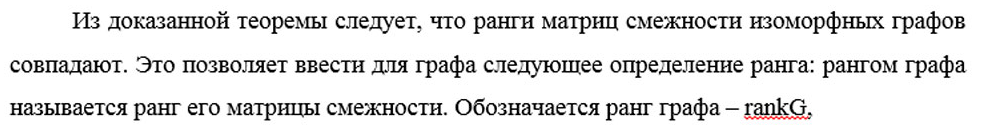 Из доказанной теоремы следует, что ранги матриц смежности изоморфных графов
совпадают. Это позволяет ввести для графа следующее определение ранга: рангом графа
называется ранг его матрицы смежности. Обозначается ранг графа – rankG,